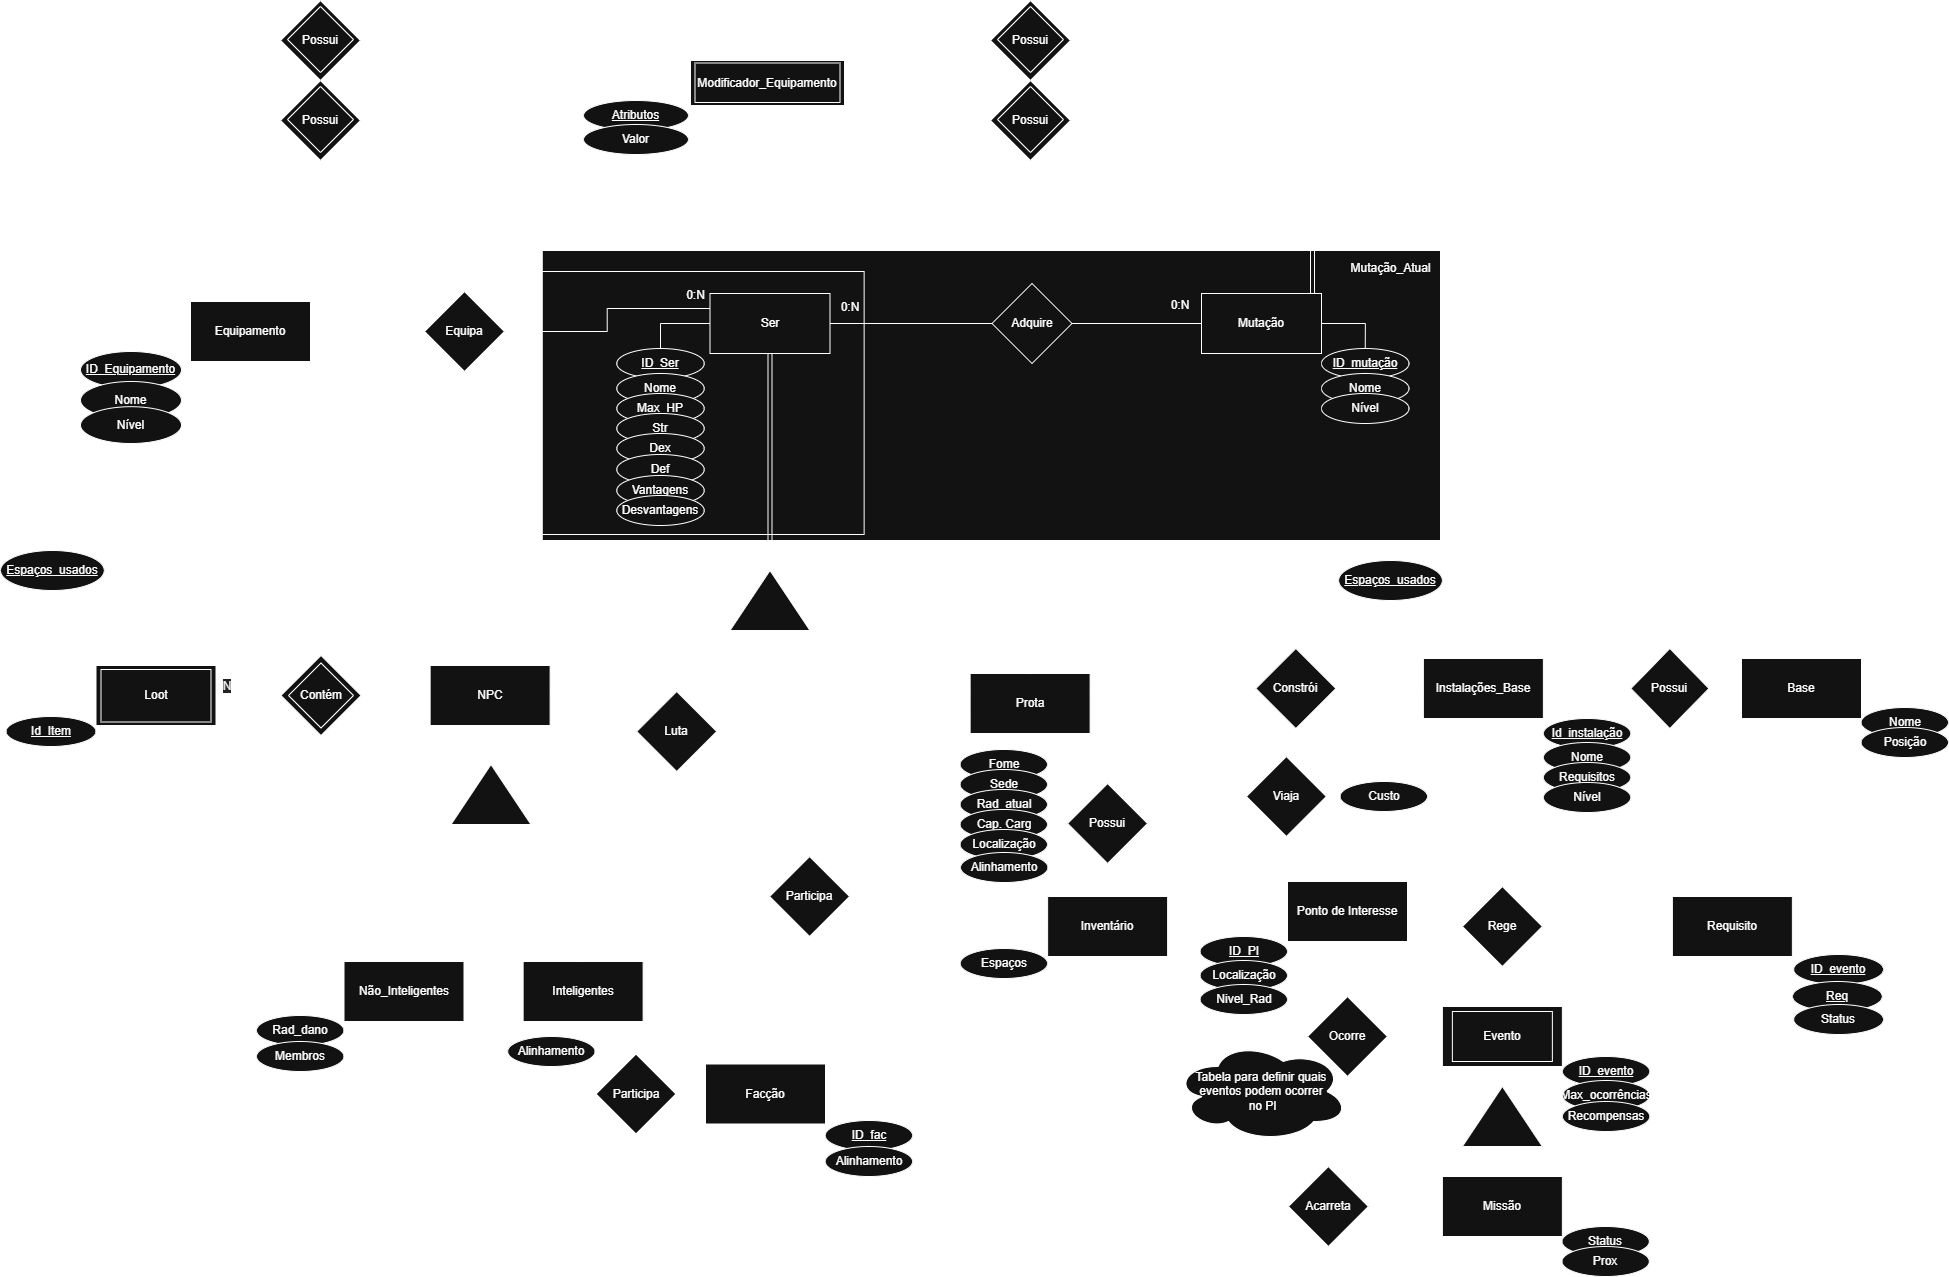 Possui
Possui
Modificador_Equipamento
Possui
Possui
Atributos
Valor
Mutação_Atual
0:N
0:N
0:N
Equipamento
Equipa
Ser
Adquire
Mutação
ID_Equipamento
Nome
Nível
ID_Ser
Nome
Max_HP
Str
Dex
Def
Vantagens
Desvantagens
ID_mutação
Nome
Nível
Espaços_usados
Espaços_usados
Loot
N
Contém
NPC
Id_Item
Luta
Prota
Constrói
Instalações_Base
Possui
Base
Nome
Posição
Id_instalação
Nome
Requisitos
Nível
Fome
Sede
Rad_atual
Cap. Carg
Localização
Alinhamento
Possui
Viaja
Custo
Participa
Inventário
Espaços
Ponto de Interesse
Rege
Requisito
ID_PI
Localização
Nivel_Rad
ID_evento
Req
Status
Não_Inteligentes
Inteligentes
Rad_dano
Membros
Alinhamento
Participa
Facção
ID_fac
Alinhamento
Ocorre
Evento
Tabela para definir quais
eventos podem ocorrer
no PI
ID_evento
Max_ocorrências
Recompensas
Acarreta
Missão
Status
Prox